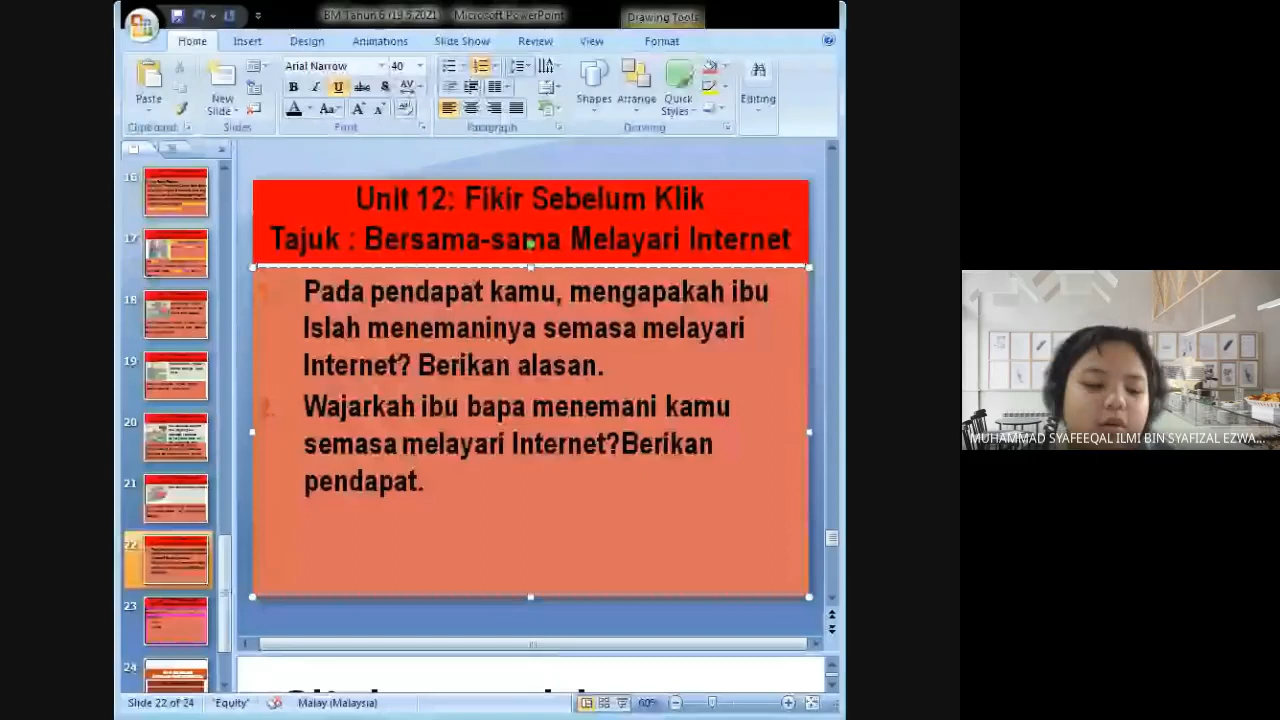 BM Tahun 6 (19.5.2021 Microsoft PowerPoint
Drawing Tools
Home Insert Design Animations Slide Show Review View Format
Arial Narrow 40
Paste New Slide Shapes Arrange Quick Styles Editing
Clipboard Slides Font Paragraph Drawing
16
17
18
19
20
21
22
23
24
Unit 12: Fikir Sebelum Klik
Tajuk : Bersama-sama Melayari Internet
1. Pada pendapat kamu, mengapakah ibu
Islah menemaninya semasa melayari
Internet? Berikan alasan.
2. Wajarkah ibu bapa menemani kamu
semasa melayari Internet?Berikan
pendapat.
MUHAMMAD SYAFEEQAL ILMI BIN SYAFIZAL EZWA...
Slide 22 of 24 "Equity" Malay (Malaysia) 60%